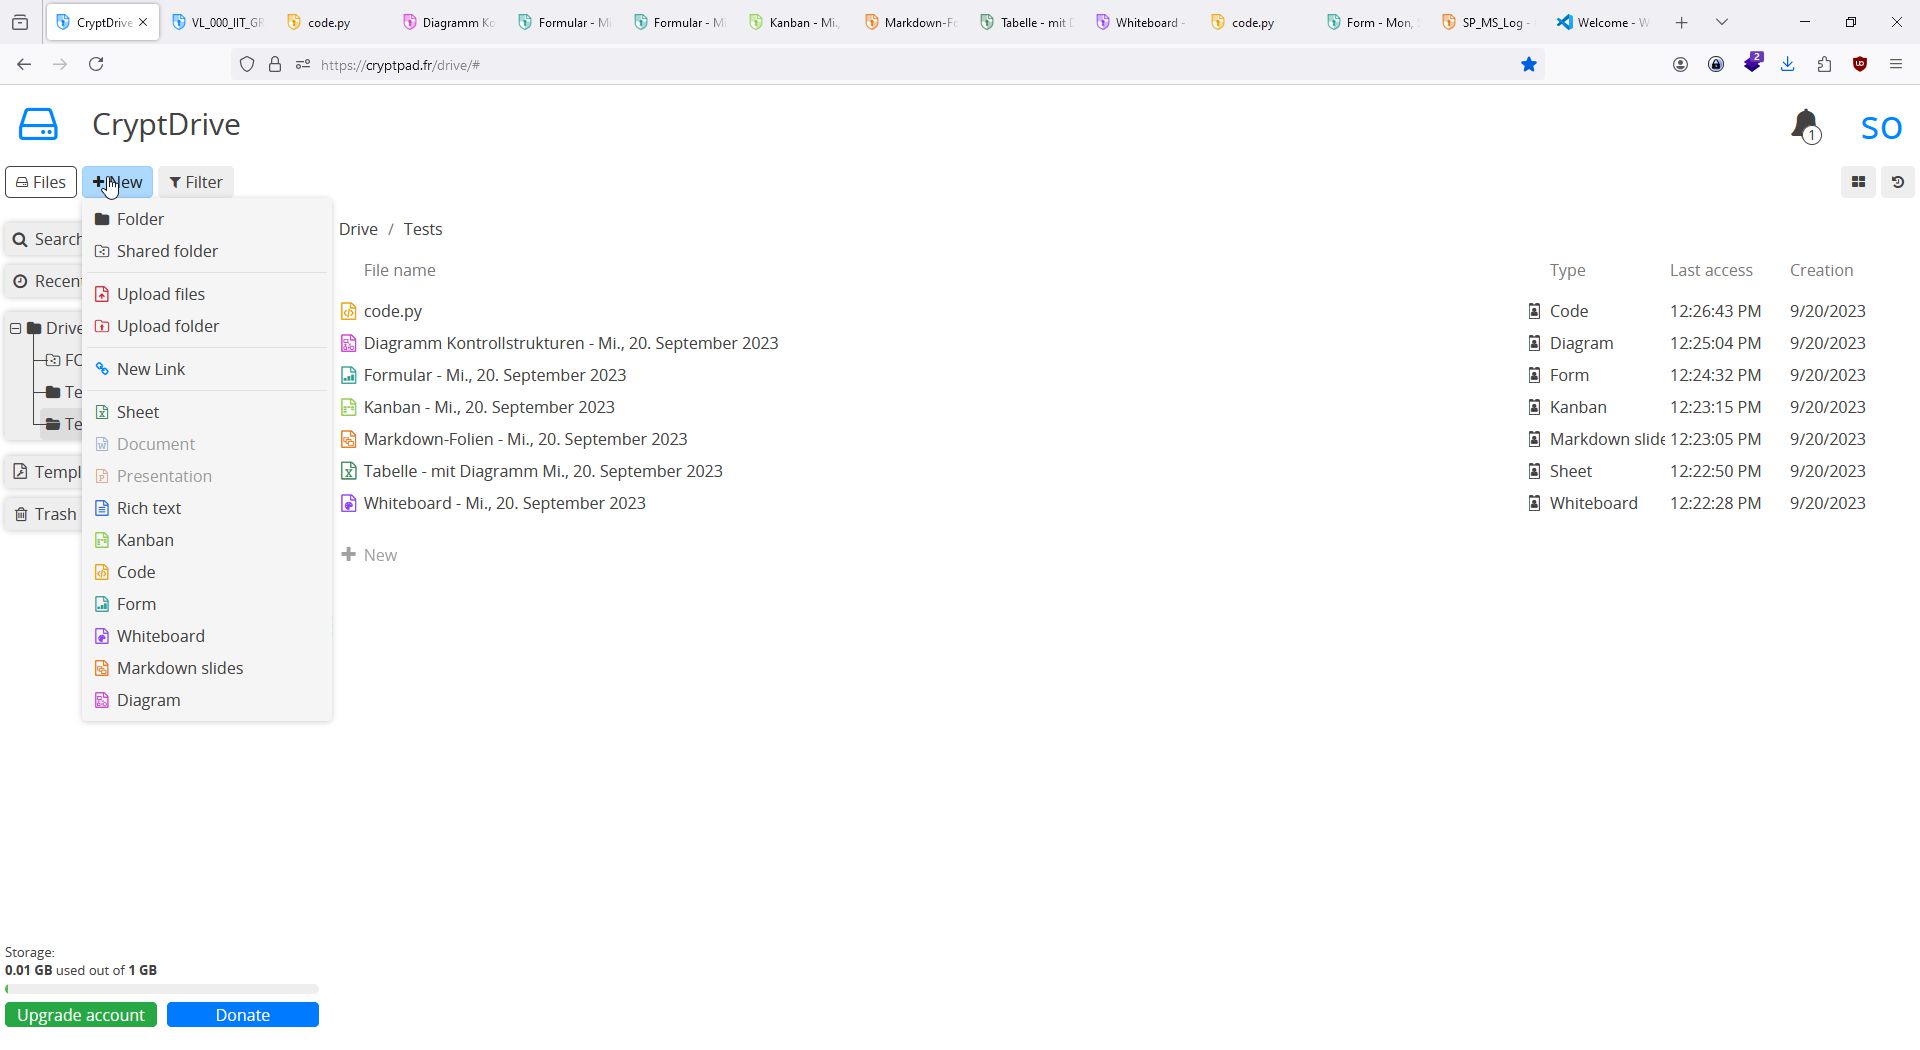 CryptDrive
VL_000_IIT_GR
code.py
Diagramm Ko
Formular - Mi
Formular - Mi
Kanban - Mi.,
Markdown-Fo
Tabelle - mit D
Whiteboard -
code.py
Form - Mon,
SP_MS_Log -
Welcome - W
https://cryptpad.fr/drive/#
2
CryptDrive
1
SO
Files
New
Filter
Search
Recent
Drive
FO
Te
Te
Templ
Trash
Folder
Shared folder
Upload files
Upload folder
New Link
Sheet
Document
Presentation
Rich text
Kanban
Code
Form
Whiteboard
Markdown slides
Diagram
Drive / Tests
File name Type Last access Creation
code.py Code 12:26:43 PM 9/20/2023
Diagramm Kontrollstrukturen - Mi., 20. September 2023 Diagram 12:25:04 PM 9/20/2023
Formular - Mi., 20. September 2023 Form 12:24:32 PM 9/20/2023
Kanban - Mi., 20. September 2023 Kanban 12:23:15 PM 9/20/2023
Markdown-Folien - Mi., 20. September 2023 Markdown slide 12:23:05 PM 9/20/2023
Tabelle - mit Diagramm Mi., 20. September 2023 Sheet 12:22:50 PM 9/20/2023
Whiteboard - Mi., 20. September 2023 Whiteboard 12:22:28 PM 9/20/2023
New
Storage:
0.01 GB used out of 1 GB
Upgrade account
Donate